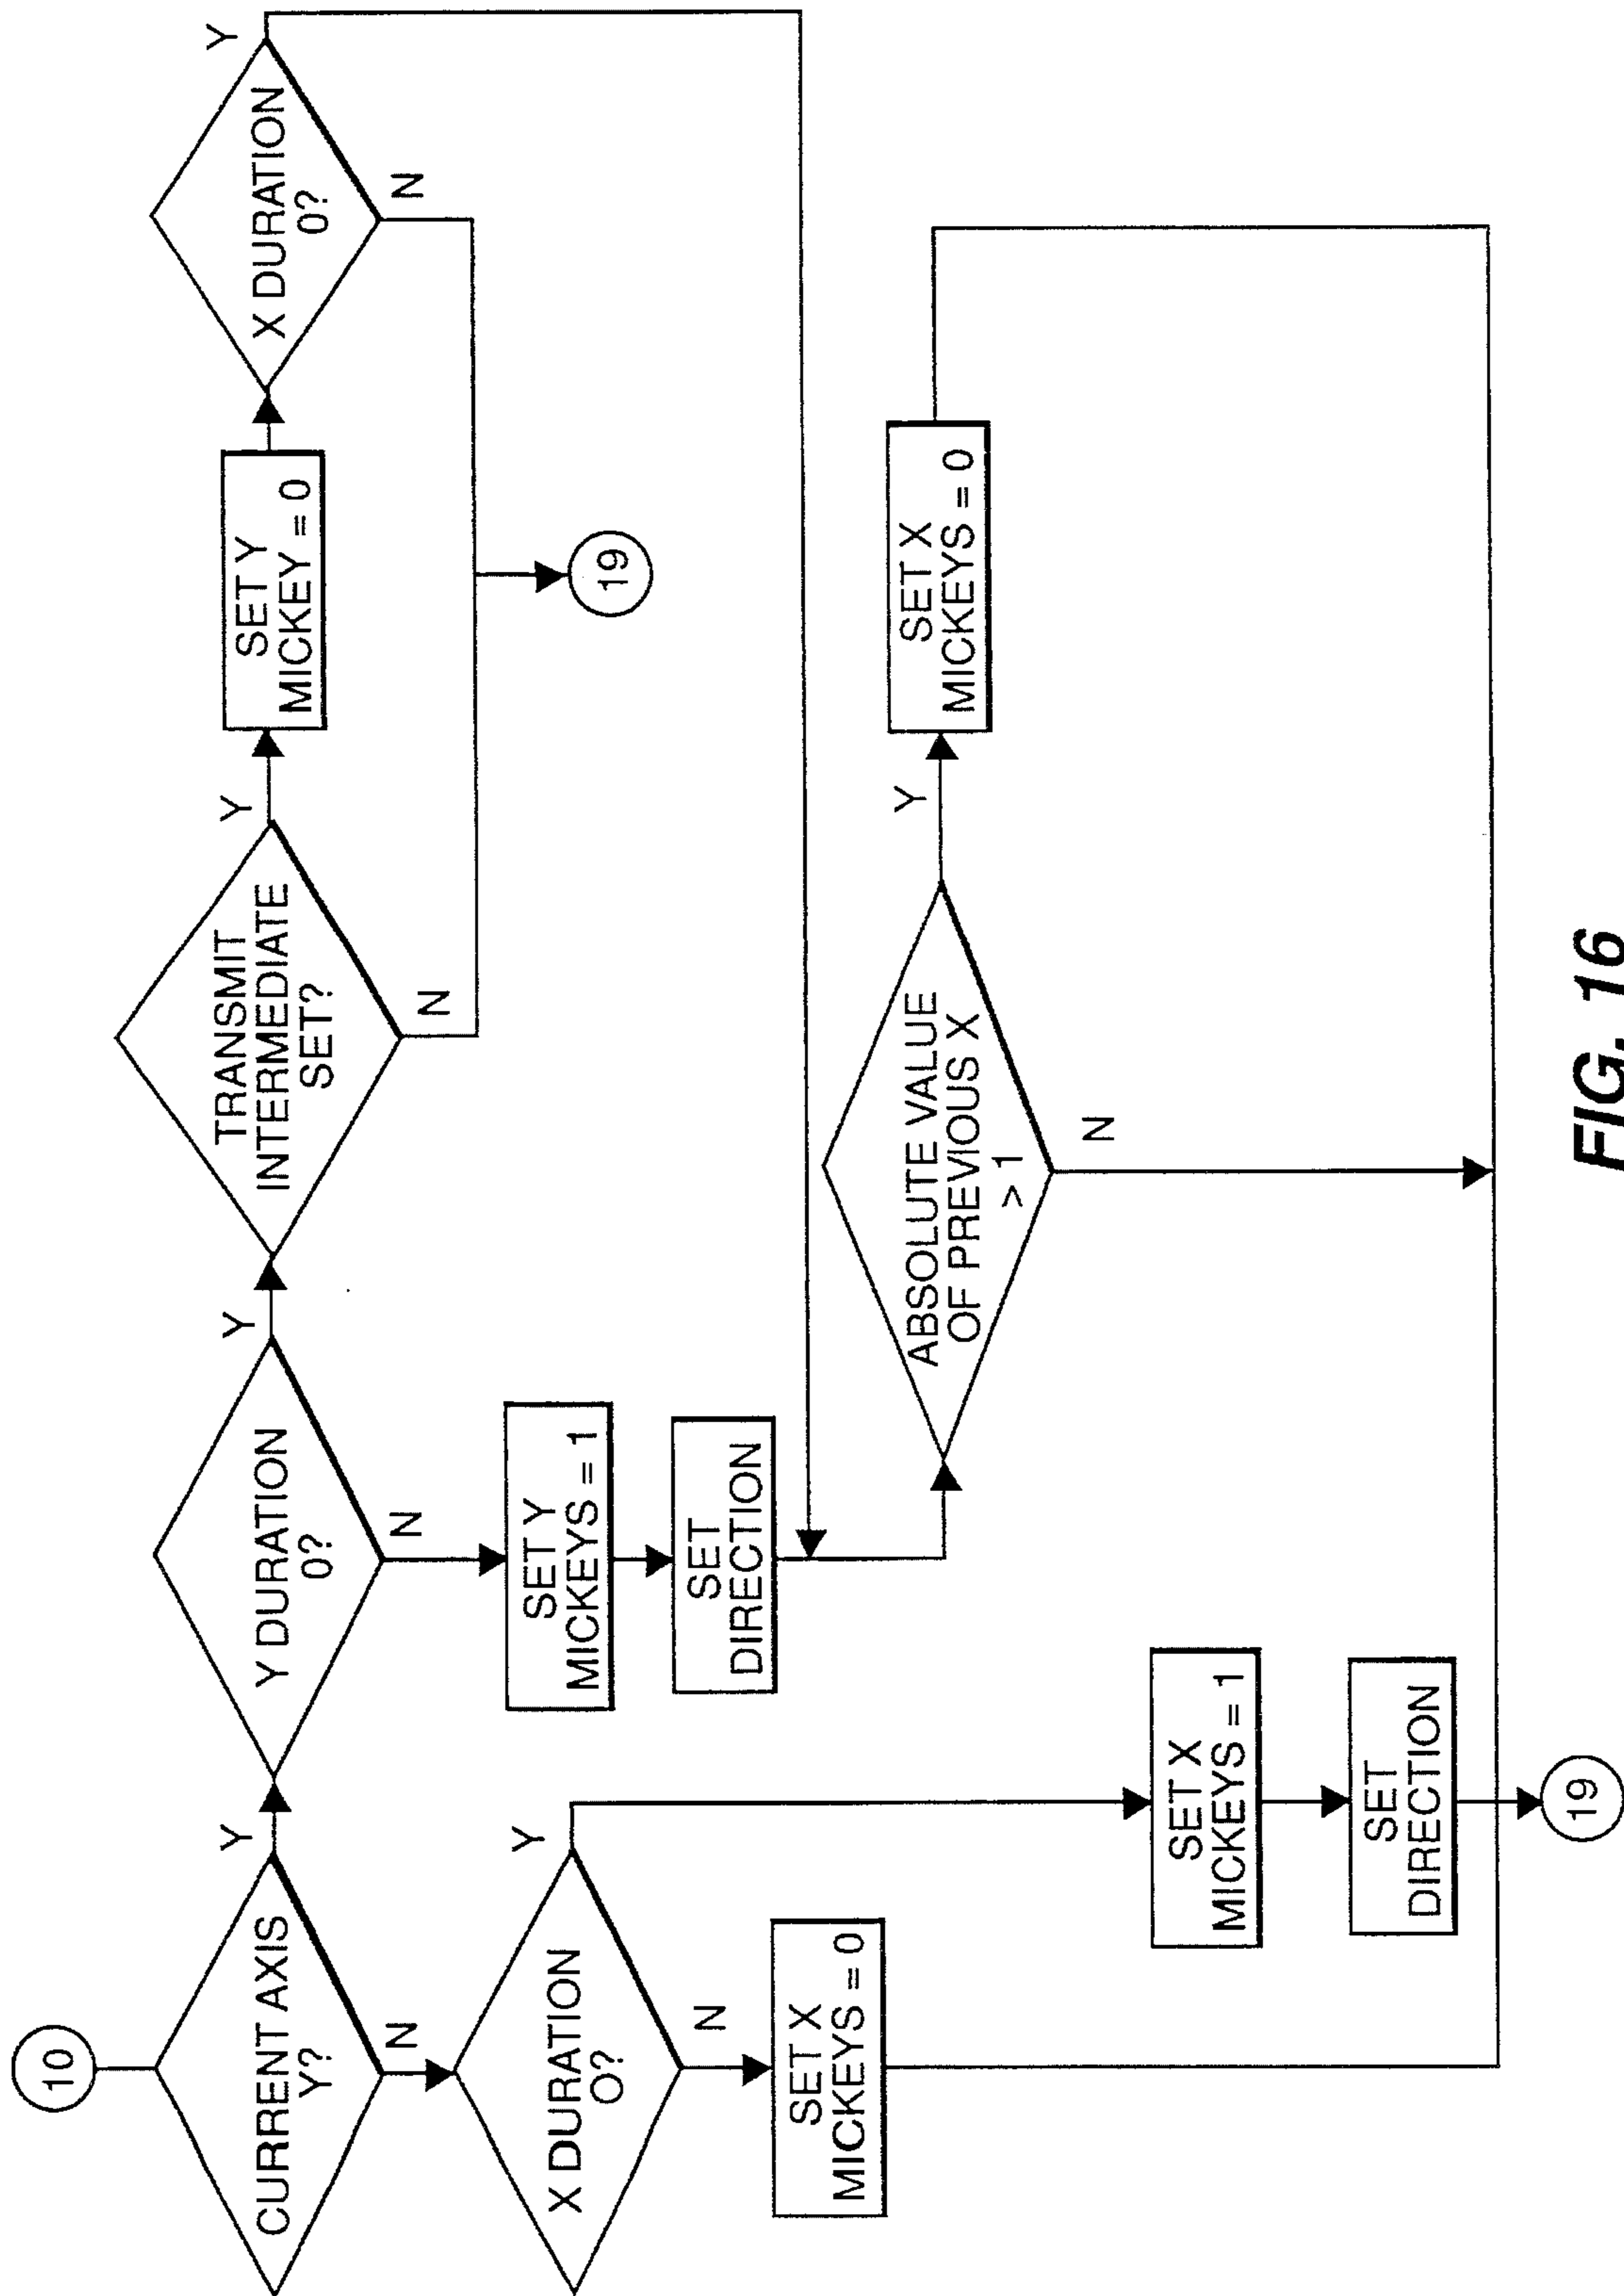 10
CURRENT AXIS
Y?
Y
N
Y DURATION
0?
Y
N
TRANSMIT
INTERMEDIATE
SET?
Y
N
SET Y
MICKEY = 0
X DURATION
0?
Y
N
19
X DURATION
O?
Y
N
SET Y
MICKEYS = 1
SET
DIRECTION
ABSOLUTE VALUE
OF PREVIOUS X
> 1
Y
N
SET X
MICKEYS = 0
SET X
MICKEYS = 0
SET X
MICKEYS = 1
SET
DIRECTION
19
FIG. 16